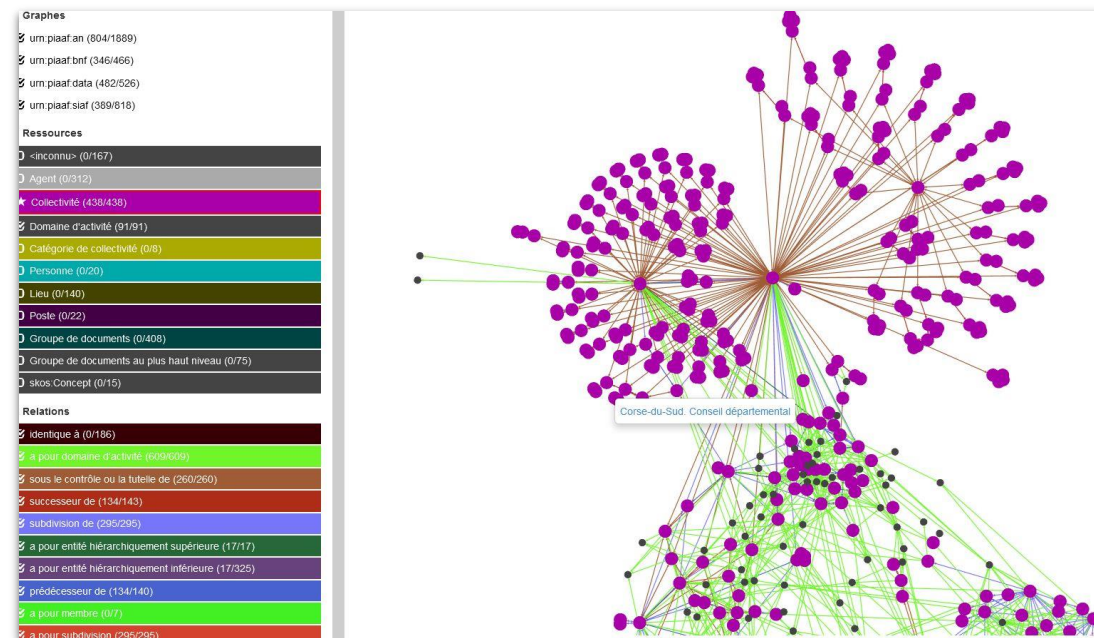 Graphes
urn:piaaf:an (804/1889)
urn:piaaf:bnf (346/466)
urn:piaaf:data (482/526)
urn:piaaf:siaf (389/818)
Ressources
<inconnu> (0/167)
Agent (0/312)
Collectivité (438/438)
Domaine d'activité (91/91)
Catégorie de collectivité (0/8)
Personne (0/20)
Lieu (0/140)
Poste (0/22)
Groupe de documents (0/408)
Groupe de documents au plus haut niveau (0/75)
skos:Concept (0/15)
Relations
identique à (0/186)
a pour domaine d'activité (609/609)
sous le contrôle ou la tutelle de (260/260)
successeur de (134/143)
subdivision de (295/295)
a pour entité hiérarchiquement supérieure (17/17)
a pour entité hiérarchiquement inférieure (17/325)
prédécesseur de (134/140)
a pour membre (0/7)
a pour subdivision (295/295)
Corse-du-Sud. Conseil départemental